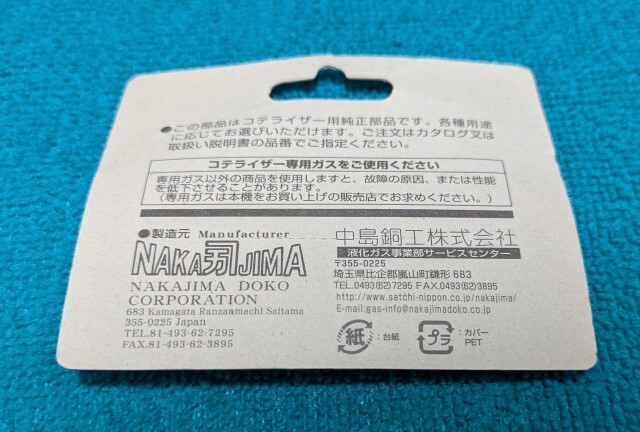 ●この部品はコテライザー用純正部品です。各種用途
に応じてお選びいただけます。ご注文はカタログ又は
取扱い説明書の品番でご指定ください。
コテライザー専用ガスをご使用ください
専用ガス以外の商品を使用しますと、故障の原因、または性能
を低下させることがあります。
(専用ガスは本機をお買い上げの販売店でお求めください。)
●製造元 Manufacturer
NAKAJIMA
NAKAJIMA DOKO
CORPORATION
683 Kamagata Ranzanmachi Saitama
355-0225 Japan
TEL.81-493-62-7295
FAX.81-493-62-3895
中島銅工株式会社
液化ガス事業部サービスセンター
〒355-0225
埼玉県比企郡嵐山町鎌形 683
TEL.0493(62)7295 FAX.0493(62)3895
http://www.satchi-nippon.co.jp/nakajima/
E-mail:gas-info@nakajimadoko.co.jp
紙 :台紙
プラ :カバー
PET